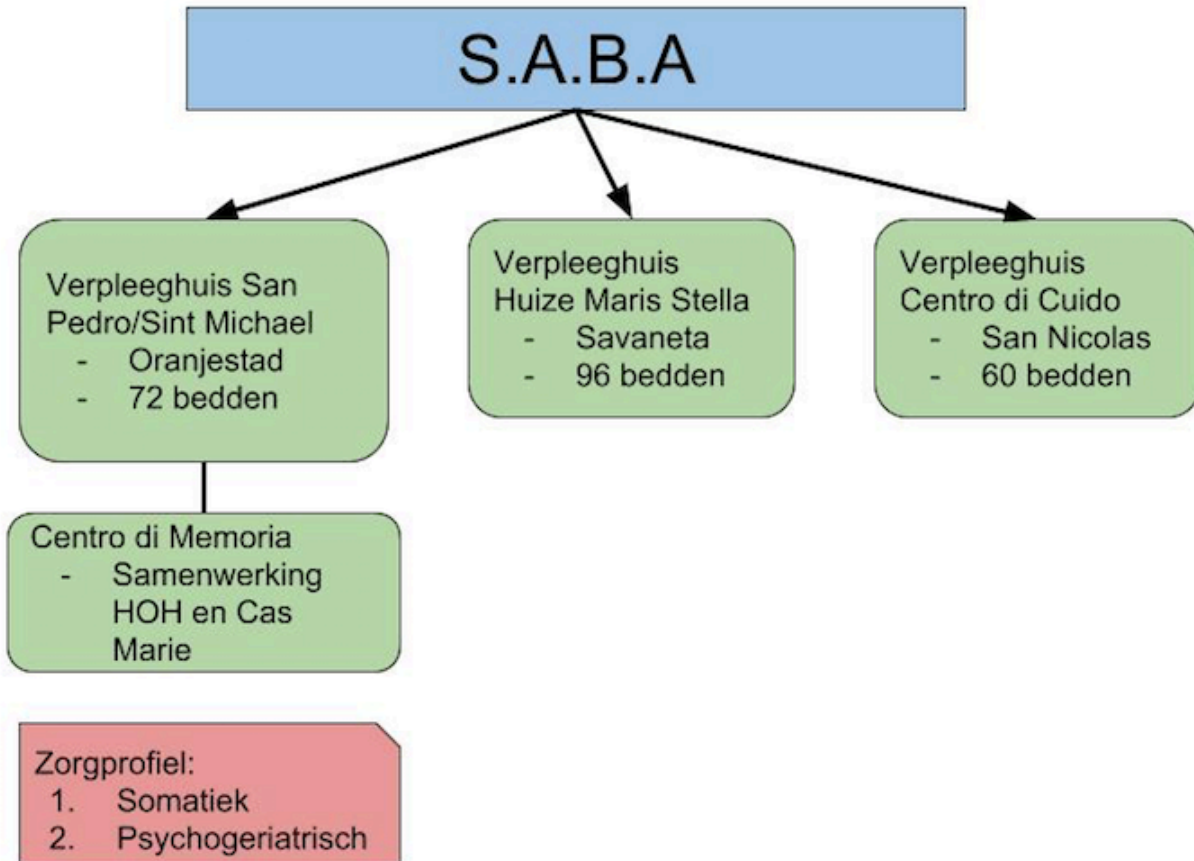 S.A.B.A
Verpleeghuis San
Pedro/Sint Michael
- Oranjestad
- 72 bedden
Verpleeghuis
Huize Maris Stella
- Savaneta
- 96 bedden
Verpleeghuis
Centro di Cuido
- San Nicolas
- 60 bedden
Centro di Memoria
- Samenwerking
HOH en Cas
Marie
Zorgprofiel:
1. Somatiek
2. Psychogeriatrisch